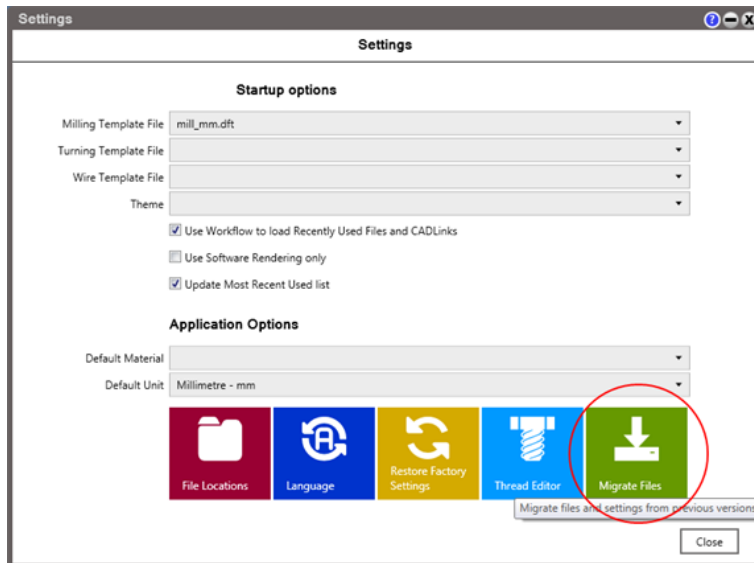 Settings
Settings
Startup options
Milling Template File mill_mm.dft
Turning Template File
Wire Template File
Theme
Use Workflow to load Recently Used Files and CADLinks
Use Software Rendering only
Update Most Recent Used list
Application Options
Default Material
Default Unit Millimetre - mm
File Locations
Language
Restore Factory
Settings
Thread Editor
Migrate Files
Migrate files and settings from previous versions
Close